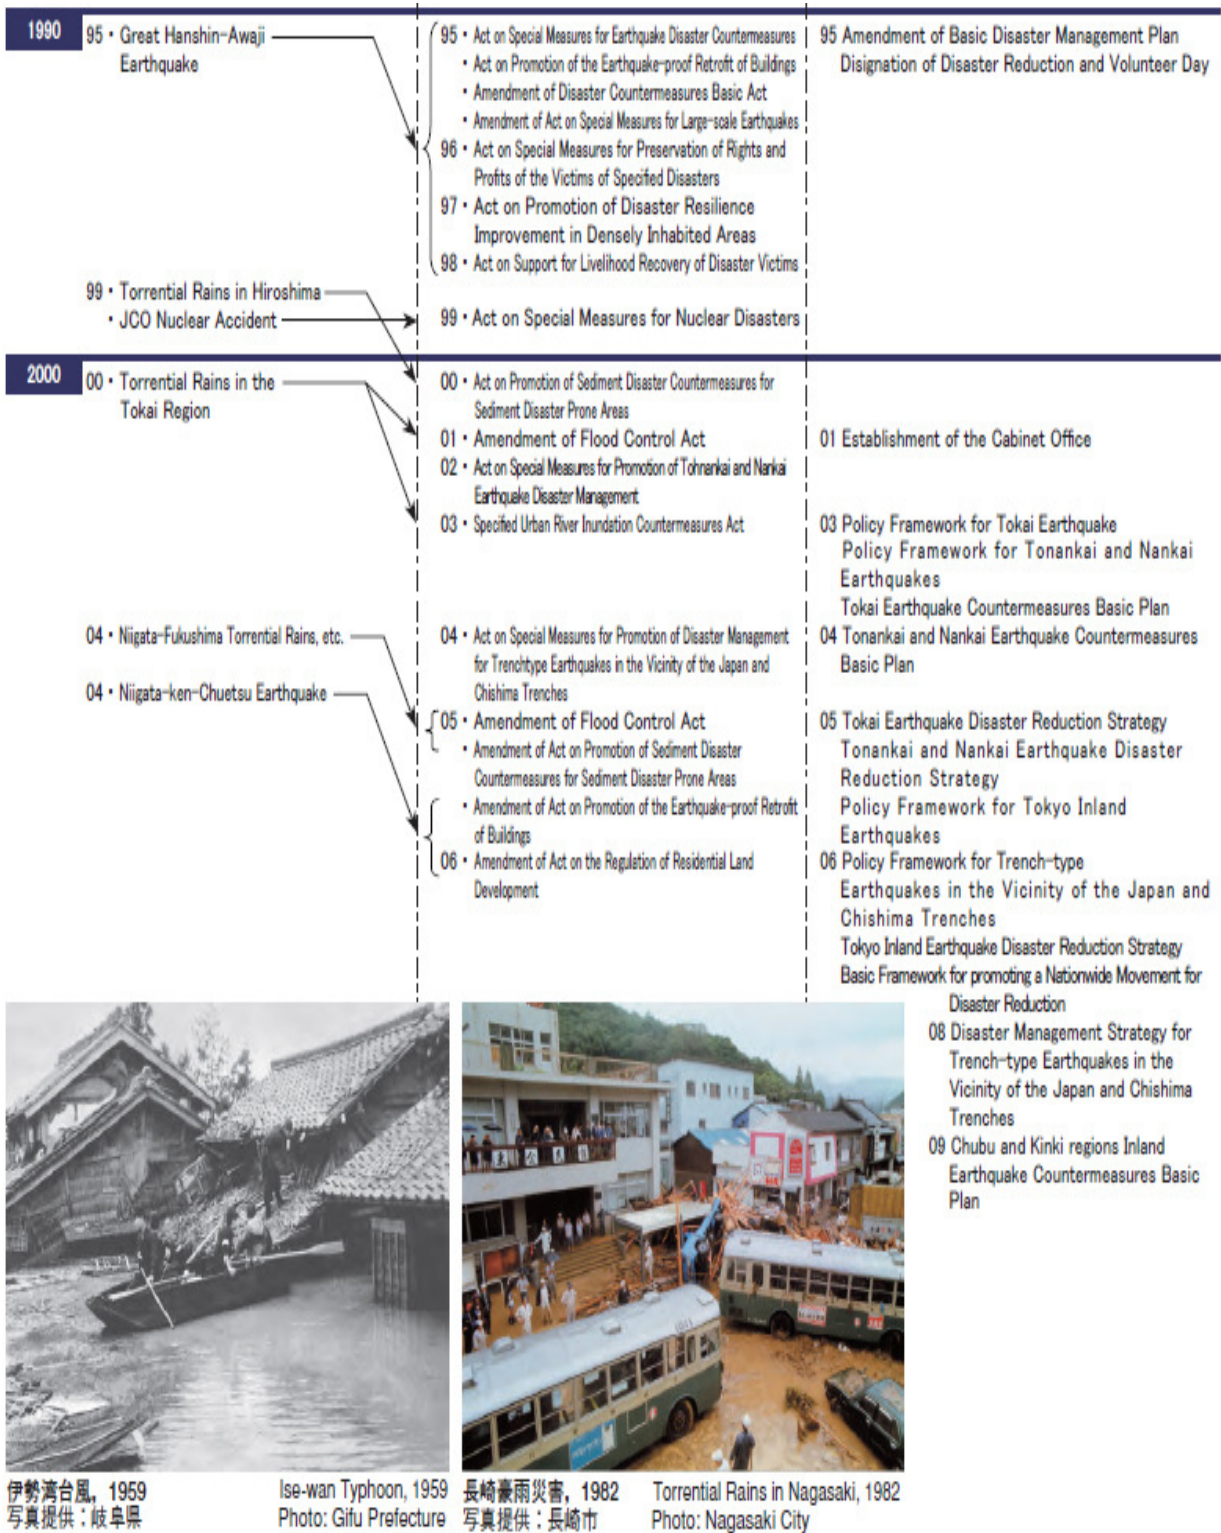 1990
95・Great Hanshin-Awaji
Earthquake
95・Act on Special Measures for Earthquake Disaster Countermeasures
・Act on Promotion of the Earthquake-proof Retrofit of Buildings
・Amendment of Disaster Countermeasures Basic Act
・Amendment of Act on Special Measures for Large-scale Earthquakes
96・Act on Special Measures for Preservation of Rights and
Profits of the Victims of Specified Disasters
97・Act on Promotion of Disaster Resilience
Improvement in Densely Inhabited Areas
98・Act on Support for Livelihood Recovery of Disaster Victims
95 Amendment of Basic Disaster Management Plan
Disignation of Disaster Reduction and Volunteer Day
99・Torrential Rains in Hiroshima
・JCO Nuclear Accident
99・Act on Special Measures for Nuclear Disasters
2000
00・Torrential Rains in the
Tokai Region
00・Act on Promotion of Sediment Disaster Countermeasures for
Sediment Disaster Prone Areas
01・Amendment of Flood Control Act
02・Act on Special Measures for Promotion of Tohnankai and Nankai
Earthquake Disaster Management
03・Specified Urban River Inundation Countermeasures Act
01 Establishment of the Cabinet Office
03 Policy Framework for Tokai Earthquake
Policy Framework for Tonankai and Nankai
Earthquakes
Tokai Earthquake Countermeasures Basic Plan
04・Niigata-Fukushima Torrential Rains, etc.
04・Niigata-ken-Chuetsu Earthquake
04・Act on Special Measures for Promotion of Disaster Management
for Trenchtype Earthquakes in the Vicinity of the Japan and
Chishima Trenches
05・Amendment of Flood Control Act
・Amendment of Act on Promotion of Sediment Disaster
Countermeasures for Sediment Disaster Prone Areas
・Amendment of Act on Promotion of the Earthquake-proof Retrofit
of Buildings
06・Amendment of Act on the Regulation of Residential Land
Development
04 Tonankai and Nankai Earthquake Countermeasures
Basic Plan
05 Tokai Earthquake Disaster Reduction Strategy
Tonankai and Nankai Earthquake Disaster
Reduction Strategy
Policy Framework for Tokyo Inland
Earthquakes
06 Policy Framework for Trench-type
Earthquakes in the Vicinity of the Japan and
Chishima Trenches
Tokyo Inland Earthquake Disaster Reduction Strategy
Basic Framework for promoting a Nationwide Movement for
Disaster Reduction
08 Disaster Management Strategy for
Trench-type Earthquakes in the
Vicinity of the Japan and Chishima
Trenches
09 Chubu and Kinki regions Inland
Earthquake Countermeasures Basic
Plan
伊勢湾台風，1959
写真提供：岐阜県
Ise-wan Typhoon, 1959
Photo: Gifu Prefecture
長崎豪雨災害，1982
写真提供：長崎市
Torrential Rains in Nagasaki, 1982
Photo: Nagasaki City